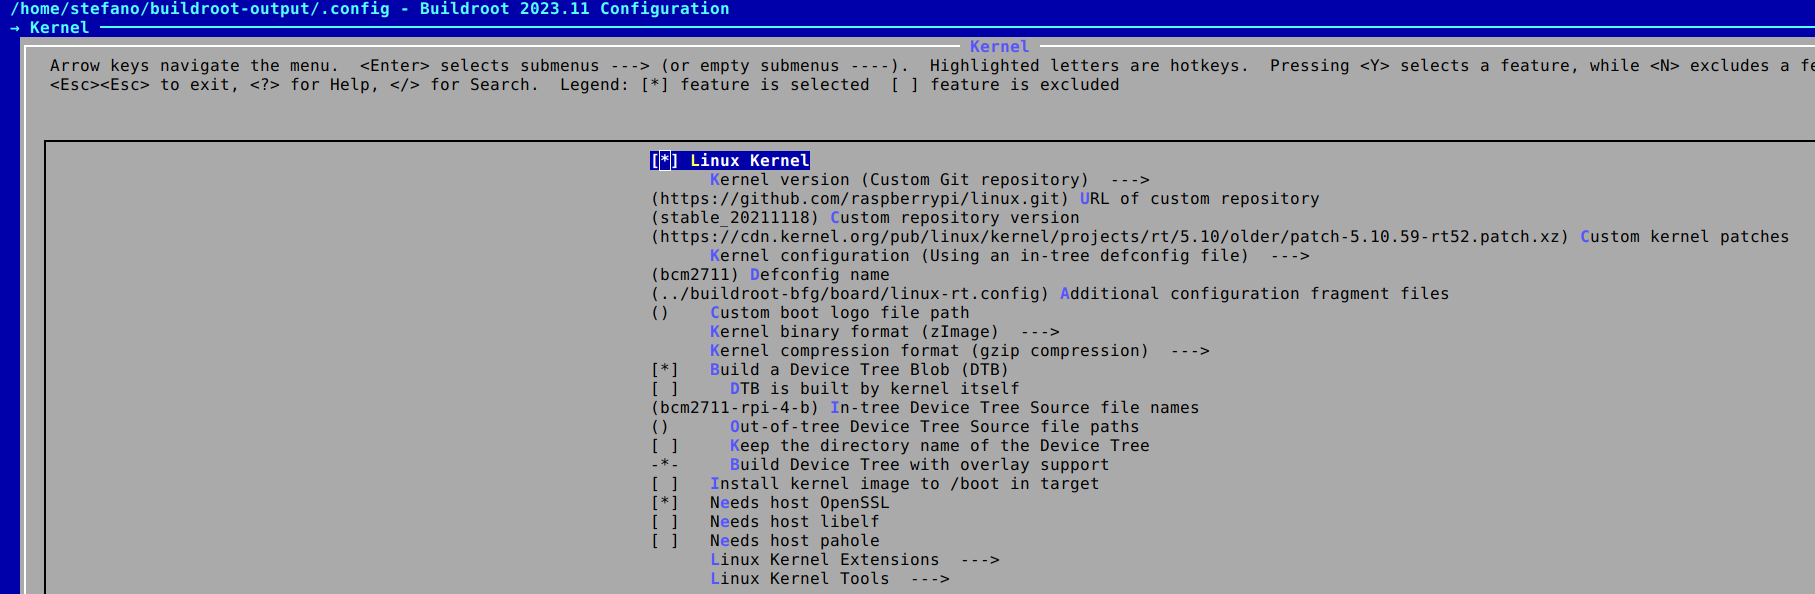 /home/stefano/buildroot-output/.config - Buildroot 2023.11 Configuration
→ Kernel
Kernel
Arrow keys navigate the menu.  <Enter> selects submenus ---> (or empty submenus ----).  Highlighted letters are hotkeys.  Pressing <Y> selects a feature, while <N> excludes a fe
<Esc><Esc> to exit, <?> for Help, </> for Search.  Legend: [*] feature is selected  [ ] feature is excluded
[*] Linux Kernel
Kernel version (Custom Git repository)  --->
(https://github.com/raspberrypi/linux.git) URL of custom repository
(stable_20211118) Custom repository version
(https://cdn.kernel.org/pub/linux/kernel/projects/rt/5.10/older/patch-5.10.59-rt52.patch.xz) Custom kernel patches
Kernel configuration (Using an in-tree defconfig file)  --->
(bcm2711) Defconfig name
(../buildroot-bfg/board/linux-rt.config) Additional configuration fragment files
()    Custom boot logo file path
Kernel binary format (zImage)  --->
Kernel compression format (gzip compression)  --->
[*]   Build a Device Tree Blob (DTB)
[ ]     DTB is built by kernel itself
(bcm2711-rpi-4-b) In-tree Device Tree Source file names
()      Out-of-tree Device Tree Source file paths
[ ]     Keep the directory name of the Device Tree
-*-     Build Device Tree with overlay support
[ ]   Install kernel image to /boot in target
[*]   Needs host OpenSSL
[ ]   Needs host libelf
[ ]   Needs host pahole
Linux Kernel Extensions  --->
Linux Kernel Tools  --->